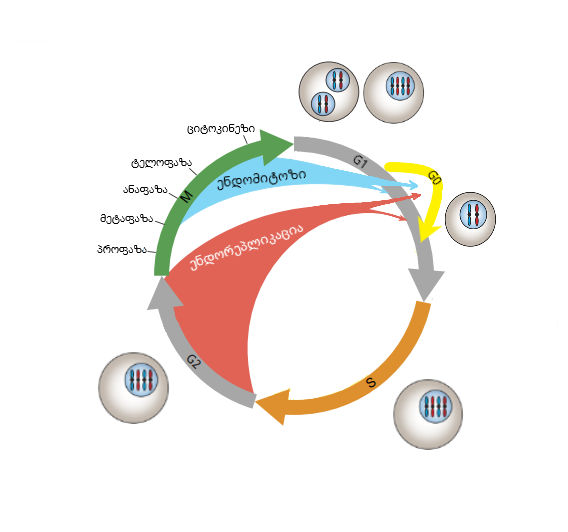 ციტოკინეზი
ტელოფაზა
ანაფაზა
მეტაფაზა
პროფაზა
M
ენდომიტოზი
G1
G0
ენდორეპლიკაცია
G2
S